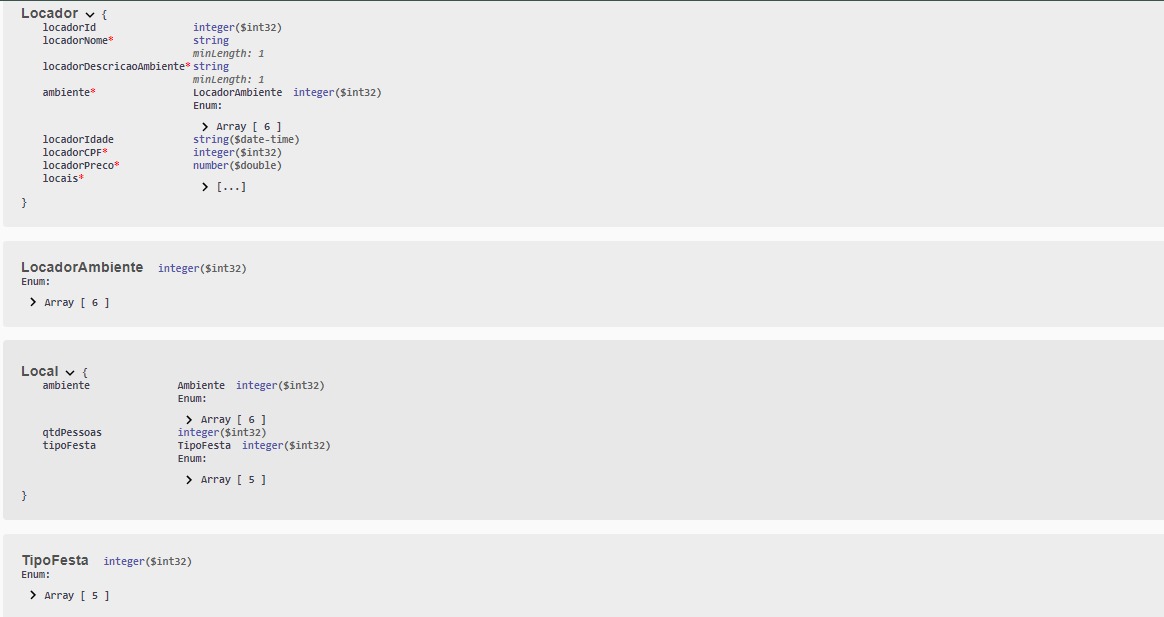 Locador {
locadorId integer($int32)
locadorNome* string
minLength: 1
locadorDescricaoAmbiente* string
minLength: 1
ambiente* LocadorAmbiente integer($int32)
Enum:
Array [ 6 ]
locadorIdade string($date-time)
locadorCPF* integer($int32)
locadorPreco* number($double)
locais*
[...]
}
LocadorAmbiente integer($int32)
Enum:
Array [ 6 ]
Local {
ambiente Ambiente integer($int32)
Enum:
Array [ 6 ]
qtdPessoas integer($int32)
tipoFesta TipoFesta integer($int32)
Enum:
Array [ 5 ]
}
TipoFesta integer($int32)
Enum:
Array [ 5 ]